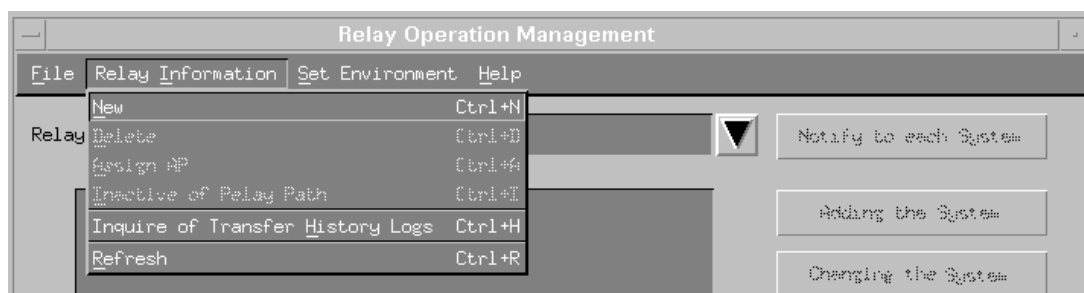 Relay Operation Management
File Relay Information Set Environment Help
New Ctrl+N
Relay Delete Ctrl+D Notify to each System
Assign AP Ctrl+A
Inactive of Relay Path Ctrl+I
Adding the System
Inquire of Transfer History Logs Ctrl+H
Refresh Ctrl+R
Changing the System